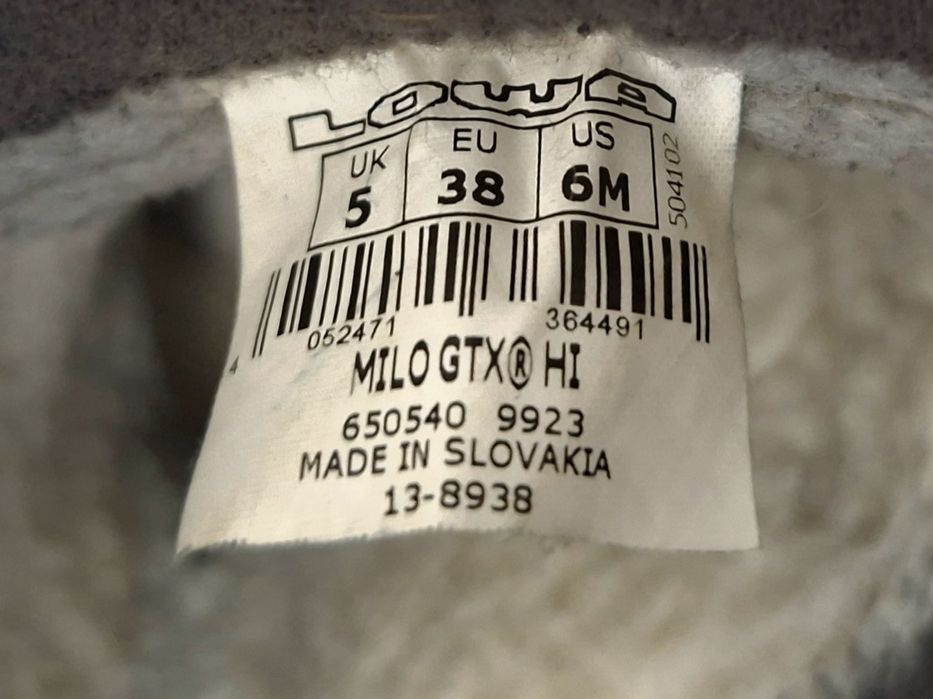 LOWA
UK EU US
5 38 6M
504102
4 052471 364491
MILO GTX® HI
650540 9923
MADE IN SLOVAKIA
13-8938